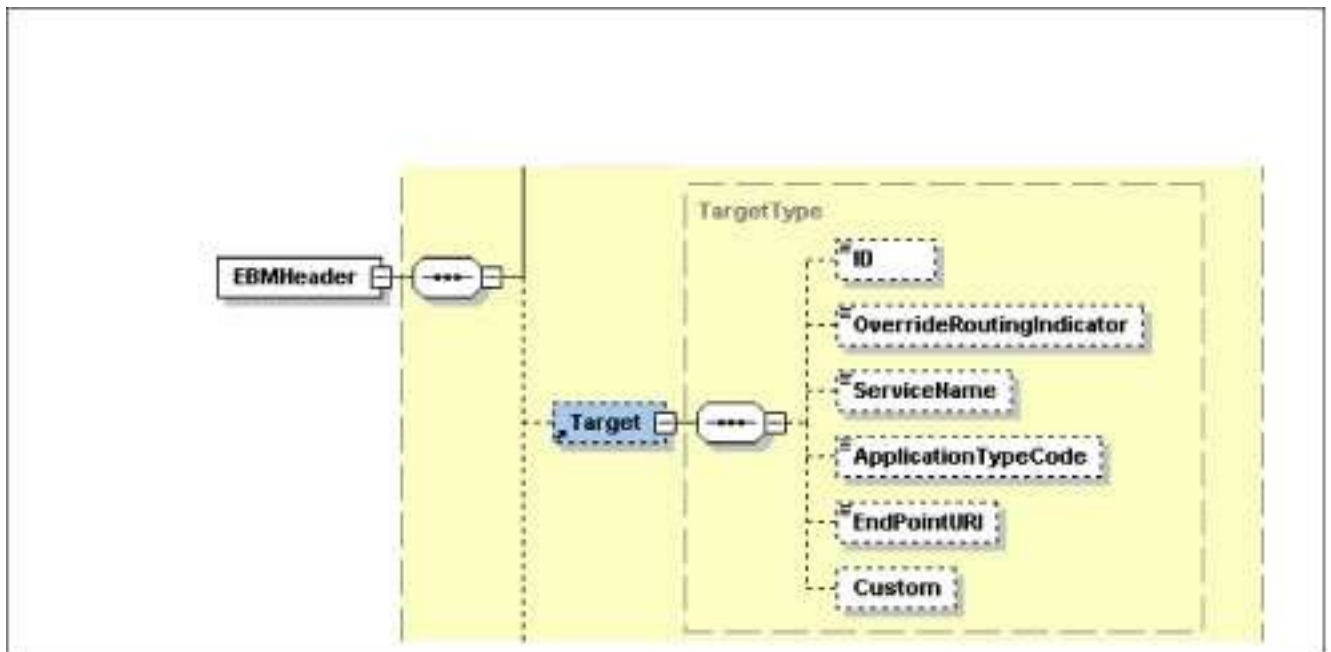 TargetType
ID
EBMHeader
OverrideRoutingIndicator
ServiceName
Target
ApplicationTypeCode
EndPointURI
Custom